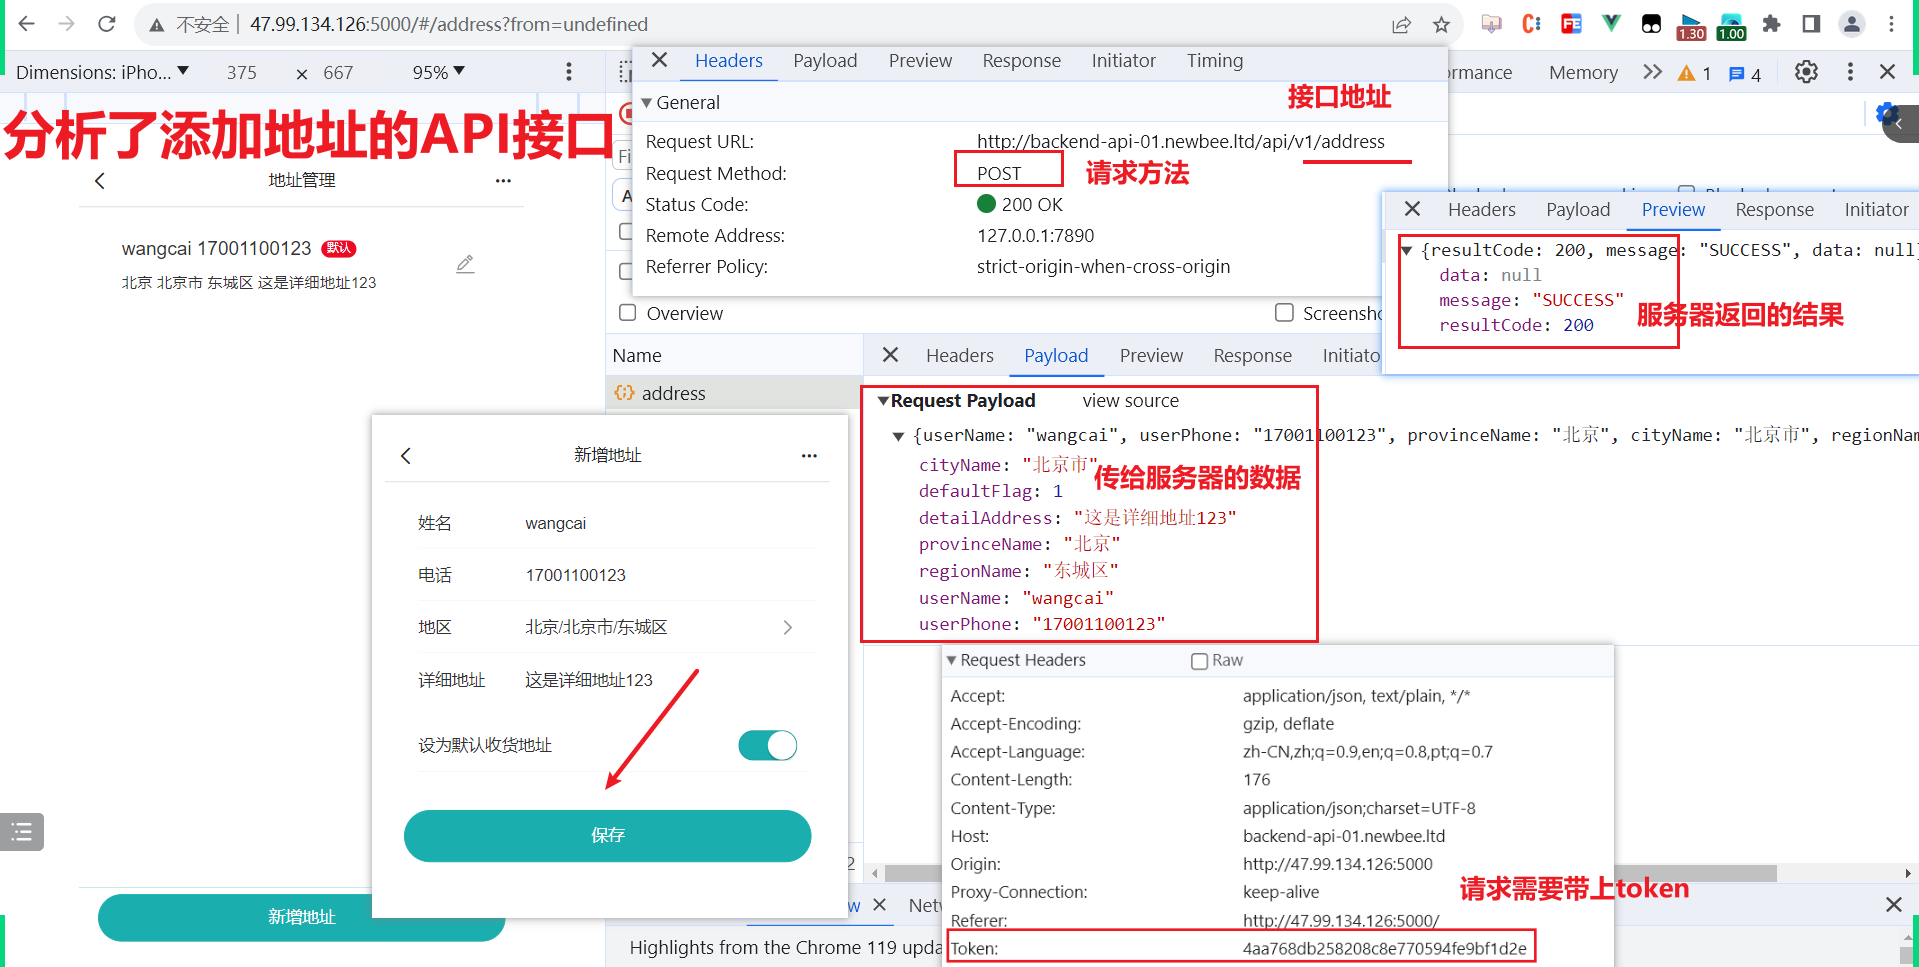 不安全 | 47.99.134.126:5000/#/address?from=undefined
1.30
1.00
Dimensions: iPho... ▼ 375 × 667 95% ▼
Headers Payload Preview Response Initiator Timing
rmance Memory 1 4
分析了添加地址的API接口
General
接口地址
Request URL: http://backend-api-01.newbee.ltd/api/v1/address
Request Method: POST
请求方法
Status Code: 200 OK
Remote Address: 127.0.0.1:7890
Referrer Policy: strict-origin-when-cross-origin
Fi
A
Overview
Screensho
地址管理
wangcai 17001100123 默认
北京 北京市 东城区 这是详细地址123
Headers Payload Preview Response Initiator
{resultCode: 200, message: "SUCCESS", data: null}
data: null
message: "SUCCESS"
resultCode: 200
服务器返回的结果
Name
address
Headers Payload Preview Response Initiato
Request Payload view source
{userName: "wangcai", userPhone: "17001100123", provinceName: "北京", cityName: "北京市", regionNam
cityName: "北京市"
传给服务器的数据
defaultFlag: 1
detailAddress: "这是详细地址123"
provinceName: "北京"
regionName: "东城区"
userName: "wangcai"
userPhone: "17001100123"
新增地址
姓名 wangcai
电话 17001100123
地区 北京/北京市/东城区
详细地址 这是详细地址123
设为默认收货地址
保存
新增地址
Request Headers Raw
Accept: application/json, text/plain, */*
Accept-Encoding: gzip, deflate
Accept-Language: zh-CN,zh;q=0.9,en;q=0.8,pt;q=0.7
Content-Length: 176
Content-Type: application/json;charset=UTF-8
Host: backend-api-01.newbee.ltd
Origin: http://47.99.134.126:5000
Proxy-Connection: keep-alive
请求需要带上token
Referer: http://47.99.134.126:5000/
Token: 4aa768db258208c8e770594fe9bf1d2e
2
w
Netw
Highlights from the Chrome 119 upda